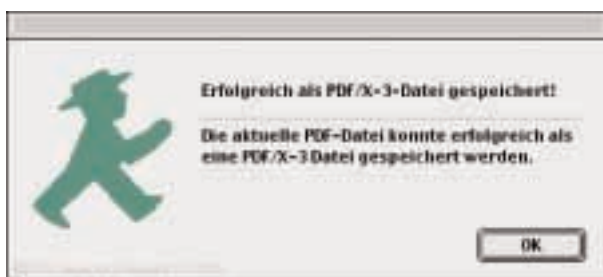 Erfolgreich als PDF/X-3-Datei gespeichert!
Die aktuelle PDF-Datei konnte erfolgreich als
eine PDF/X-3 Datei gespeichert werden.
OK